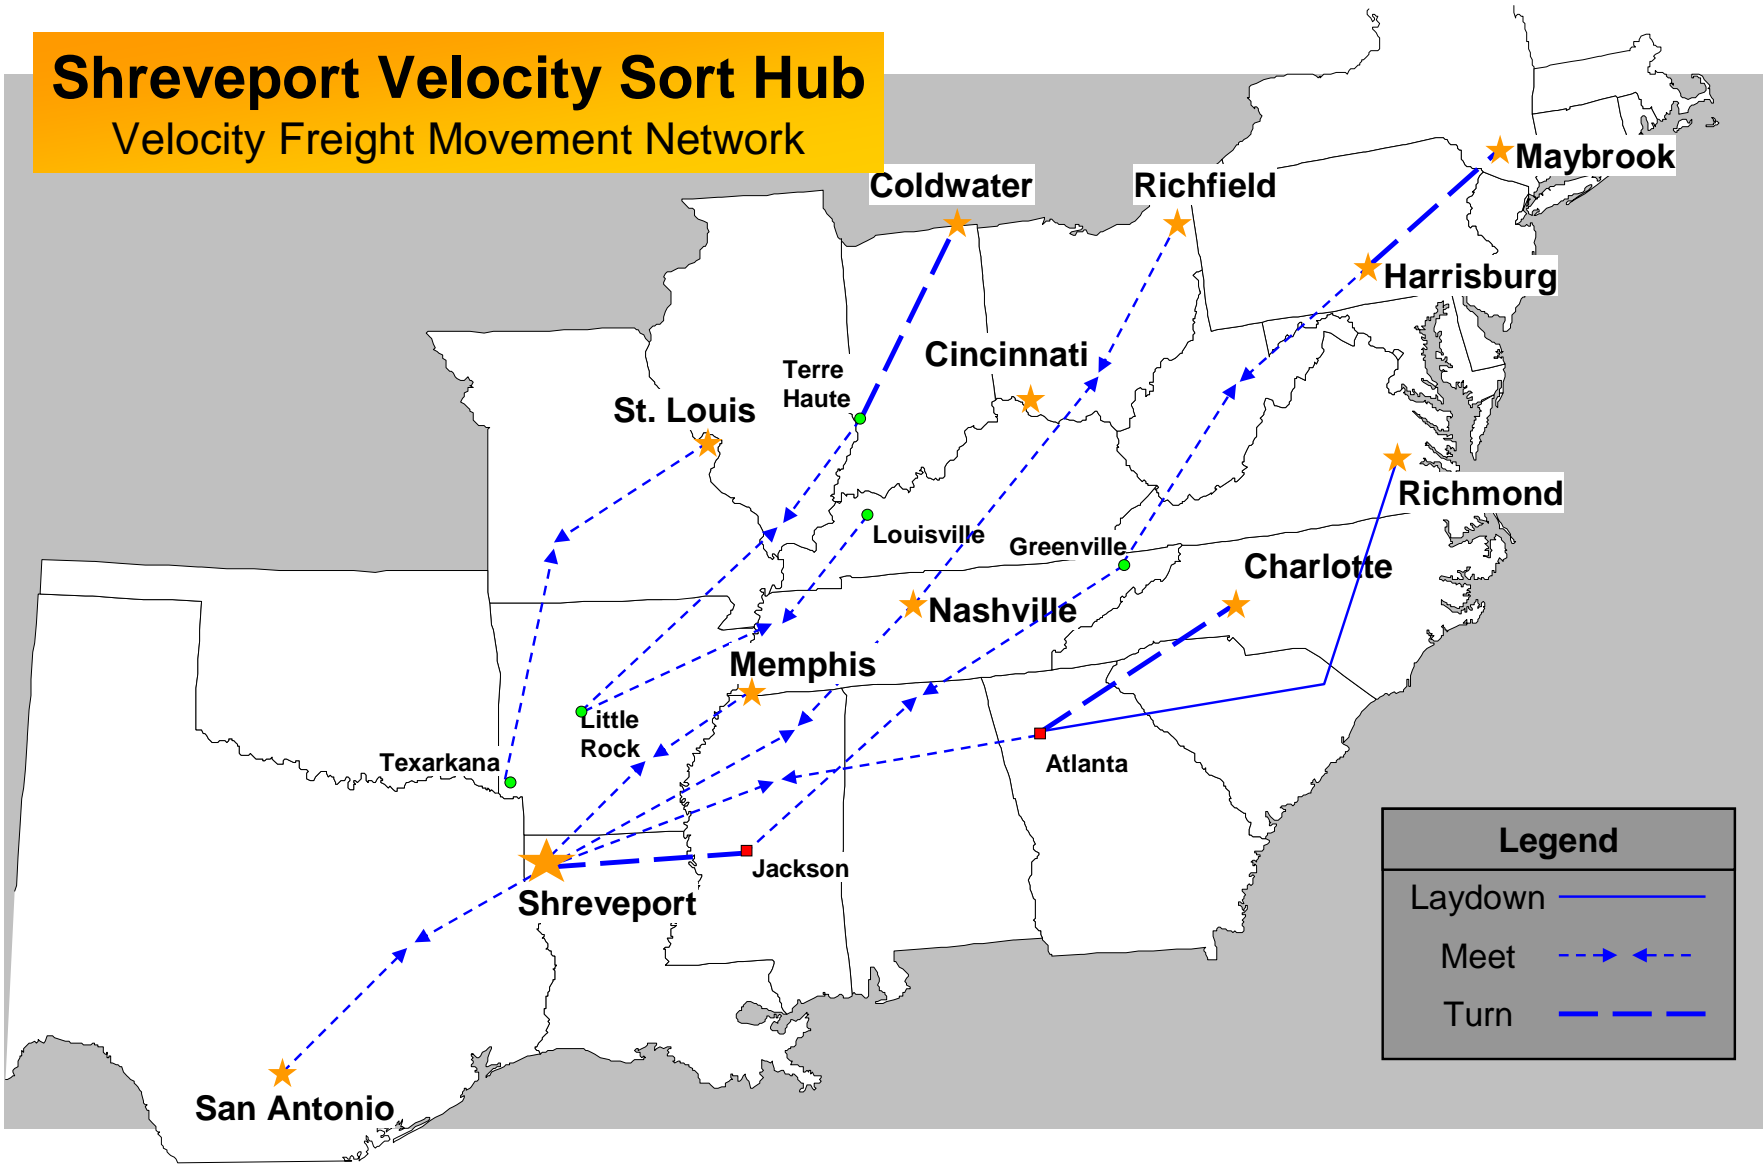 Shreveport Velocity Sort Hub
Velocity Freight Movement Network
Coldwater
Richfield
Maybrook
Harrisburg
Cincinnati
Terre
Haute
St. Louis
Richmond
Louisville
Greenville
Charlotte
Nashville
Memphis
Little
Rock
Texarkana
Atlanta
Jackson
Shreveport
San Antonio
Legend
Laydown
Meet
Turn